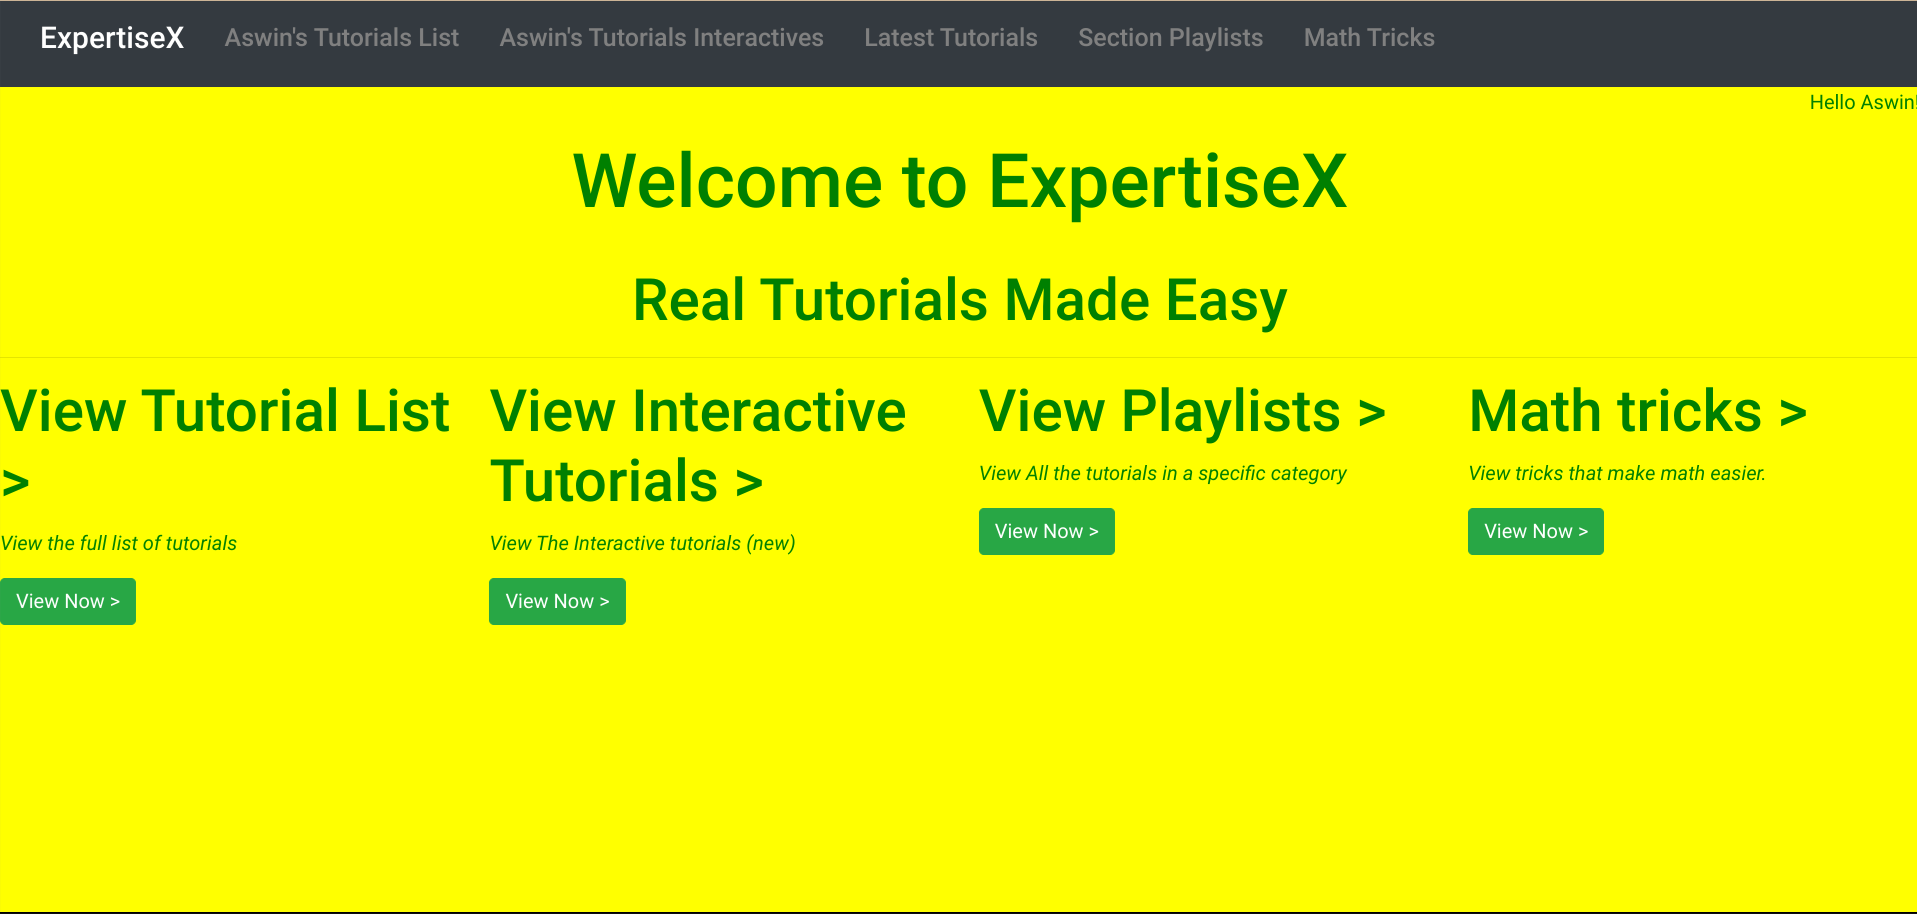 ExpertiseX Aswin's Tutorials List Aswin's Tutorials Interactives Latest Tutorials Section Playlists Math Tricks
Hello Aswin!
Welcome to ExpertiseX
Real Tutorials Made Easy
View Tutorial List
>
View the full list of tutorials
View Now >
View Interactive
Tutorials >
View The Interactive tutorials (new)
View Now >
View Playlists >
View All the tutorials in a specific category
View Now >
Math tricks >
View tricks that make math easier.
View Now >